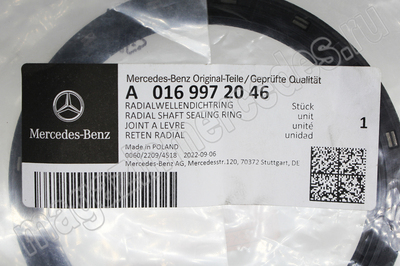 Mercedes-Benz Original-Teile/Geprüfte Qualität
A 016 997 20 46
RADIALWELLENDICHTRING Stück
RADIAL SHAFT SEALING RING unit
JOINT A LEVRE unité
RETEN RADIAL unidad
1
Mercedes-Benz
Made in POLAND
0060/2209/4518 2022-09-06
Mercedes-Benz AG, Mercedesstr.120, 70372 Stuttgart, DE